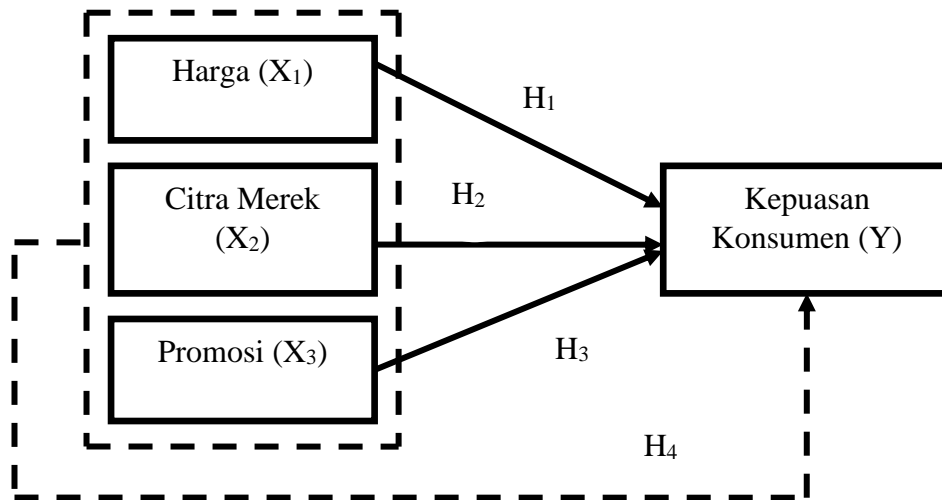 Harga (X₁)
H₁
Citra Merek
(X₂)
H₂
Kepuasan
Konsumen (Y)
Promosi (X₃)
H₃
H₄